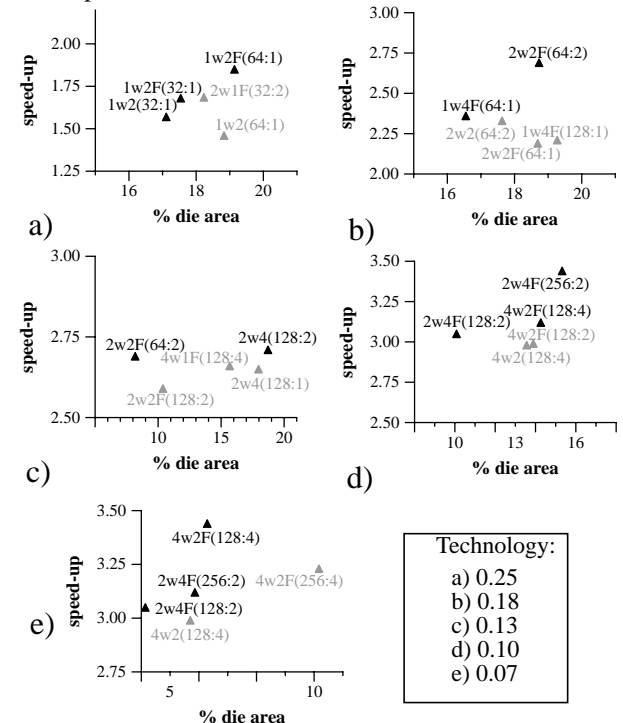 2.00
1.75
1.50
1.25
speed-up
1w2F(64:1)
1w2F(32:1)
2w1F(32:2)
1w2(32:1)
1w2(64:1)
16 18 20
% die area
a)
3.00
2.75
2.50
2.25
2.00
speed-up
2w2F(64:2)
1w4F(64:1)
2w2(64:2)
1w4F(128:1)
2w2F(64:1)
16 18 20
% die area
b)
3.00
2.75
2.50
speed-up
2w2F(64:2)
4w1F(128:4)
2w4(128:2)
2w2F(128:2)
2w4(128:1)
10 15 20
% die area
c)
3.50
3.25
3.00
2.75
2.50
speed-up
2w4F(256:2)
2w4F(128:2)
4w2F(128:4)
4w2F(128:2)
4w2(128:4)
10 13 16
% die area
d)
3.50
3.25
3.00
2.75
speed-up
4w2F(128:4)
2w4F(256:2)
4w2F(256:4)
2w4F(128:2)
4w2(128:4)
5 10
% die area
e)
Technology:
a) 0.25
b) 0.18
c) 0.13
d) 0.10
e) 0.07